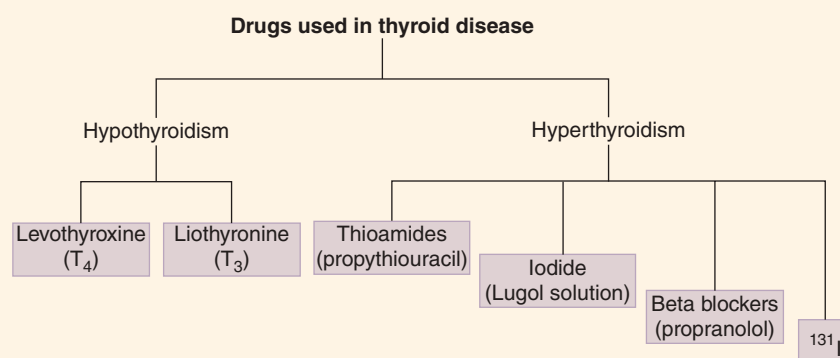 Drugs used in thyroid disease
Hypothyroidism
Hyperthyroidism
Levothyroxine
(T₄)
Liothyronine
(T₃)
Thioamides
(propythiouracil)
Iodide
(Lugol solution)
Beta blockers
(propranolol)
131